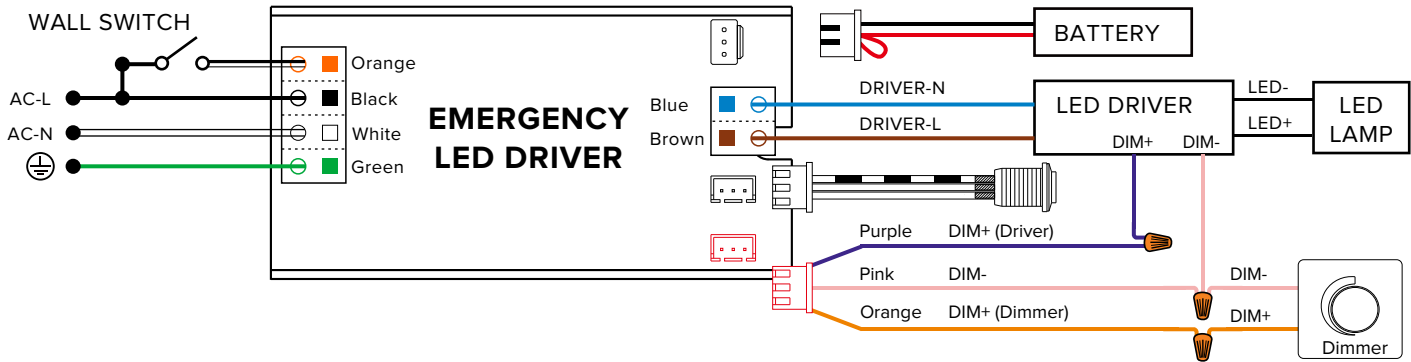 WALL SWITCH
AC-L
AC-N
Orange
Black
White
Green
EMERGENCY
LED DRIVER
Blue
Brown
BATTERY
DRIVER-N
DRIVER-L
LED DRIVER
DIM+ DIM-
LED-
LED+
LED
LAMP
Purple DIM+ (Driver)
Pink DIM- DIM-
Orange DIM+ (Dimmer) DIM+
Dimmer